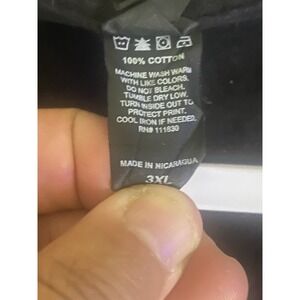 100% COTTON
MACHINE WASH WARM
WITH LIKE COLORS.
DO NOT BLEACH.
TUMBLE DRY LOW.
TURN INSIDE OUT TO
PROTECT PRINT.
COOL IRON IF NEEDED.
RN# 111830
MADE IN NICARAGUA
3XL